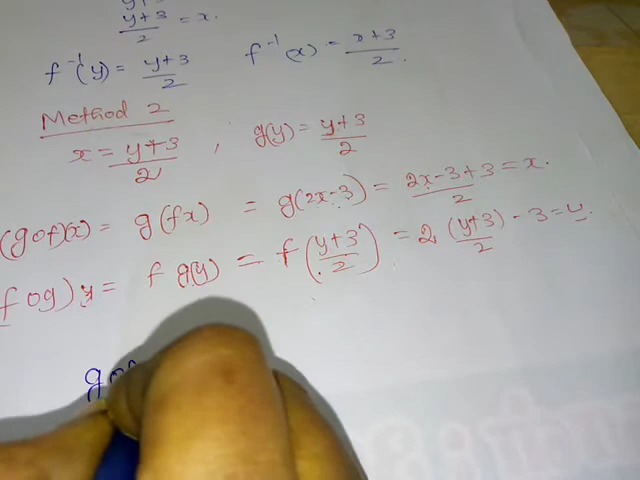 y+3/2 = x.
f⁻¹(y) = y+3/2 f⁻¹(x) = x+3/2.
Method 2
x = y+3/2 , g(y) = y+3/2
(gof)(x) = g(fx) = g(2x-3) = 2x-3+3/2 = x.
fog) y = f g(y) = f(y+3/2) = 2 (y+3)/2 - 3 = y.